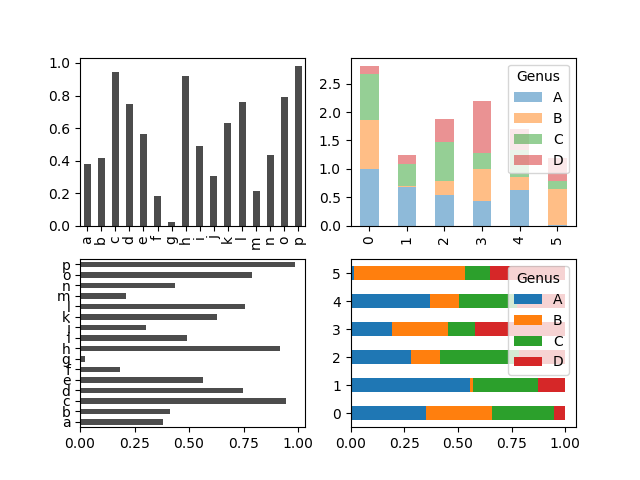 1.0
0.8
0.6
0.4
0.2
0.0
a b c d e f g h i j k l m n o p
2.5
2.0
1.5
1.0
0.5
0.0
0 1 2 3 4 5
Genus
A
B
C
D
p
o
n
m
l
k
j
i
h
g
f
e
d
c
b
a
0.00 0.25 0.50 0.75 1.00
5
4
3
2
1
0
0.00 0.25 0.50 0.75 1.00
Genus
A
B
C
D